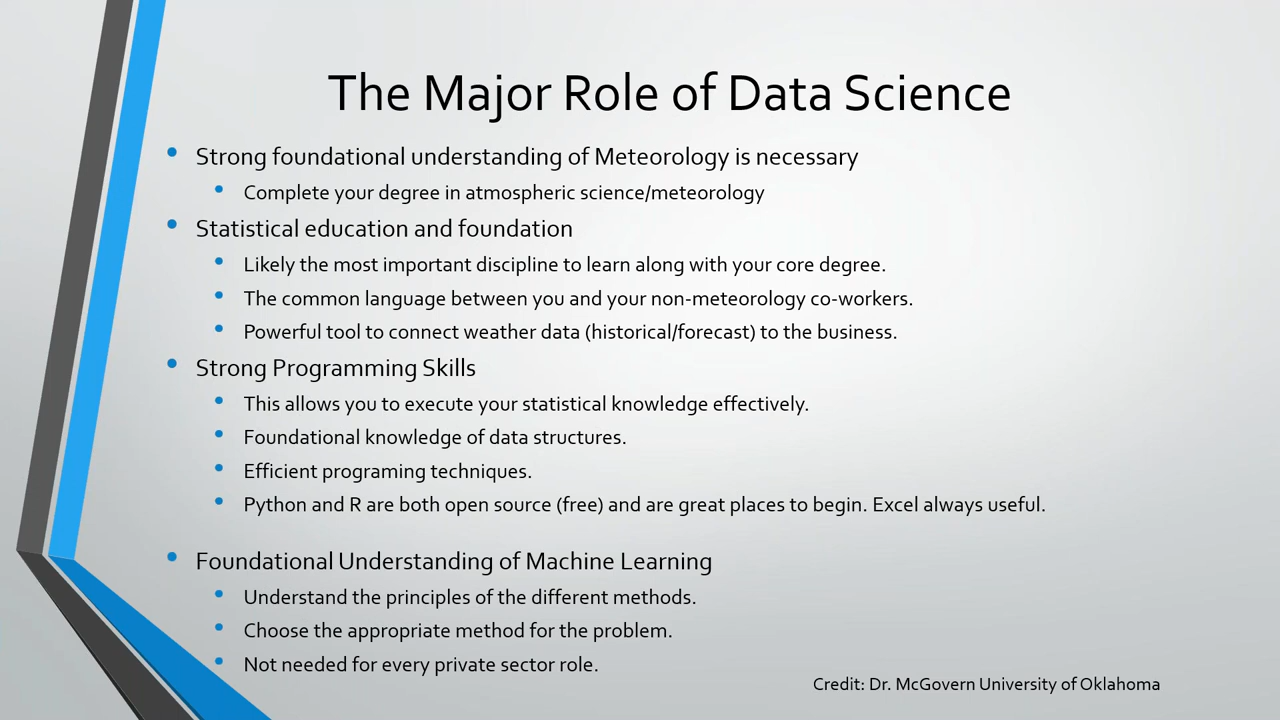 The Major Role of Data Science
Strong foundational understanding of Meteorology is necessary
Complete your degree in atmospheric science/meteorology
Statistical education and foundation
Likely the most important discipline to learn along with your core degree.
The common language between you and your non-meteorology co-workers.
Powerful tool to connect weather data (historical/forecast) to the business.
Strong Programming Skills
This allows you to execute your statistical knowledge effectively.
Foundational knowledge of data structures.
Efficient programing techniques.
Python and R are both open source (free) and are great places to begin. Excel always useful.
Foundational Understanding of Machine Learning
Understand the principles of the different methods.
Choose the appropriate method for the problem.
Not needed for every private sector role.
Credit: Dr. McGovern University of Oklahoma